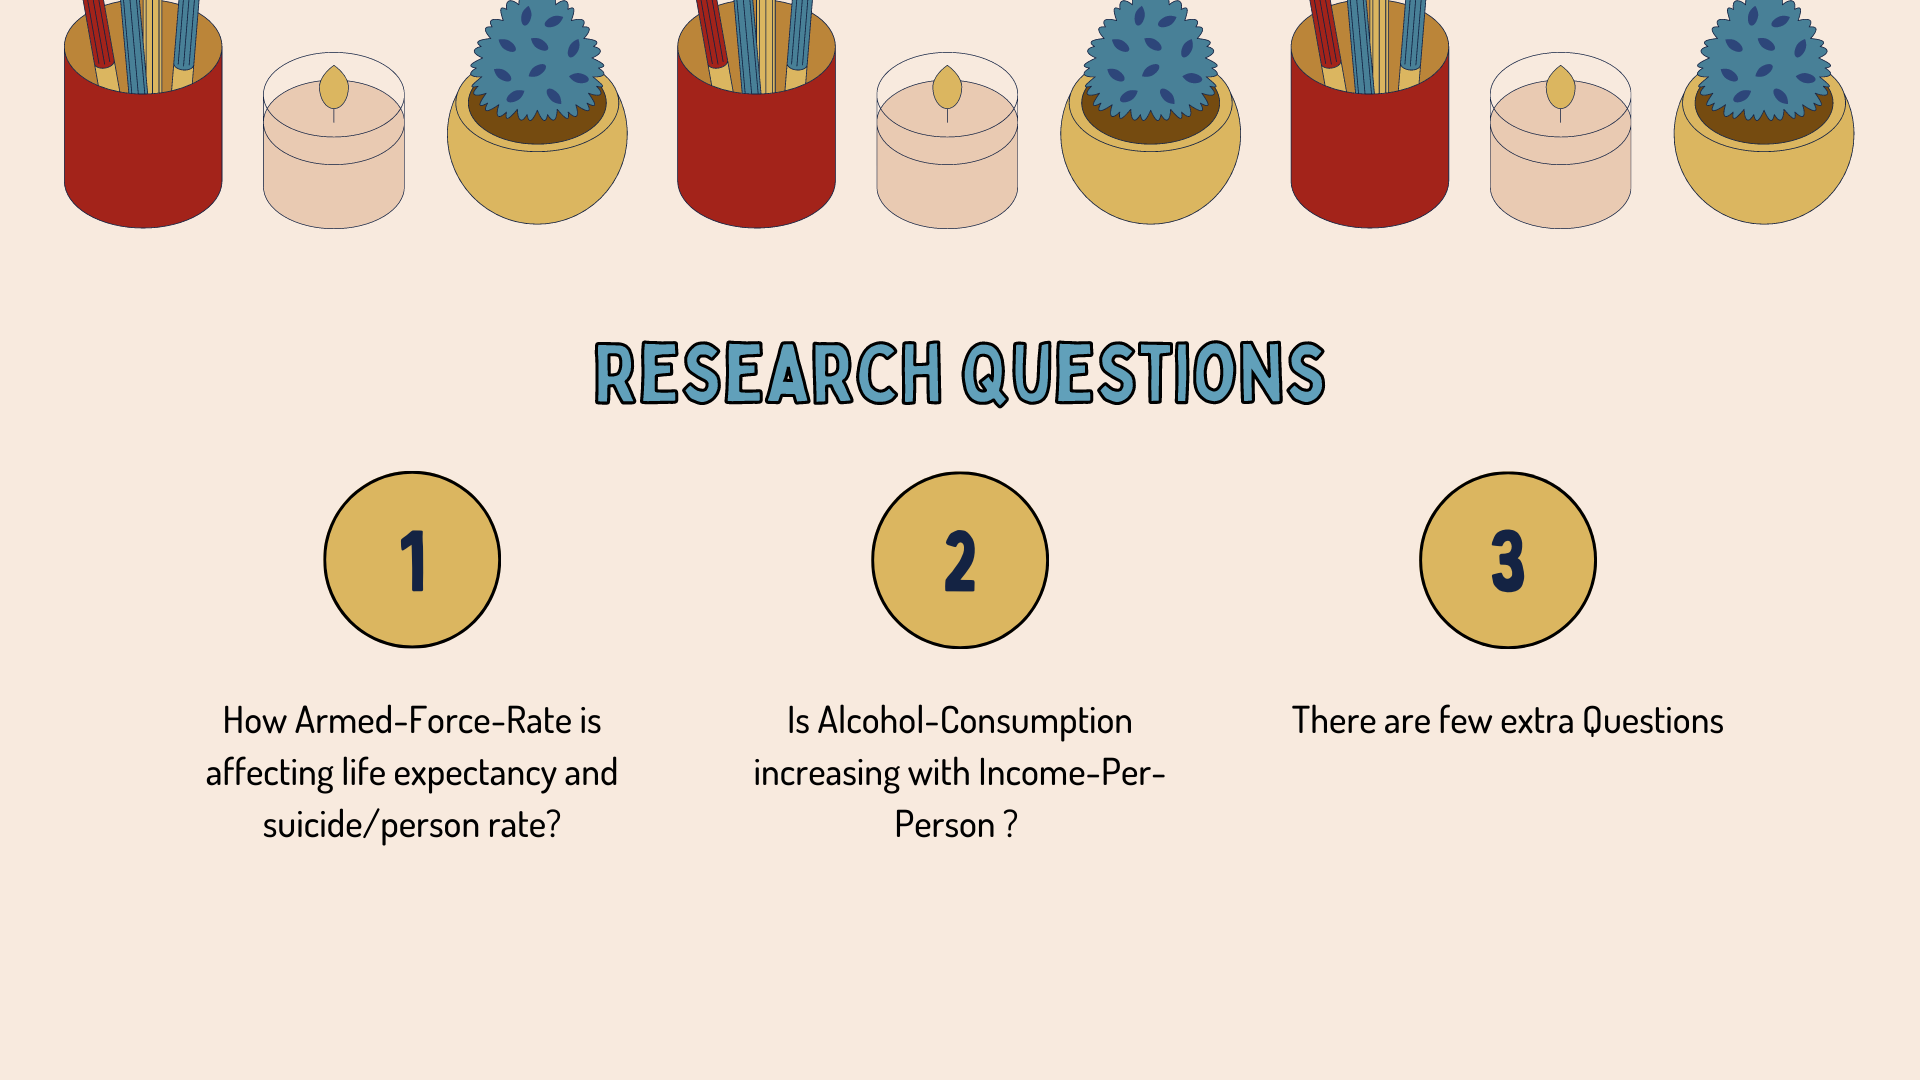 RESEARCH QUESTIONS
1
How Armed-Force-Rate is
affecting life expectancy and
suicide/person rate?
2
Is Alcohol-Consumption
increasing with Income-Per-
Person ?
3
There are few extra Questions